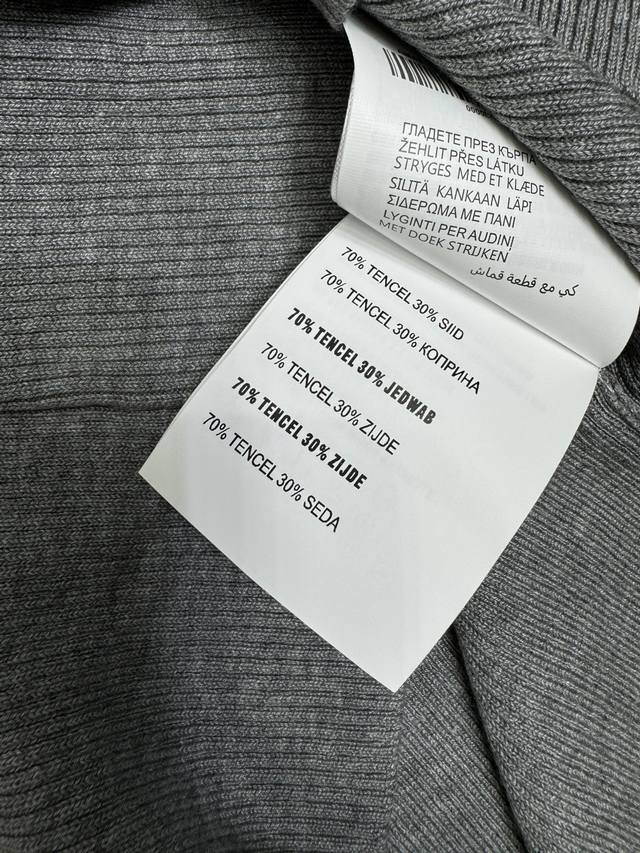 ГЛАДЕТЕ ПРЕЗ КЪРПА
ŽEHLIT PŘES LÁTKU
STRYGES MED ET KLÆDE
SILITÄ KANKAAN LÄPI
ΣΙΔΕΡΩΜΑ ΜΕ ΠΑΝΙ
LYGINTI PER AUDINĮ
MET DOEK STRIJKEN
كي مع قطعة قماش
70% TENCEL 30% SIID
70% TENCEL 30% КОПРИНА
70% TENCEL 30% JEDWAB
70% TENCEL 30% ZIJDE
70% TENCEL 30% ZIJDE
70% TENCEL 30% SEDA